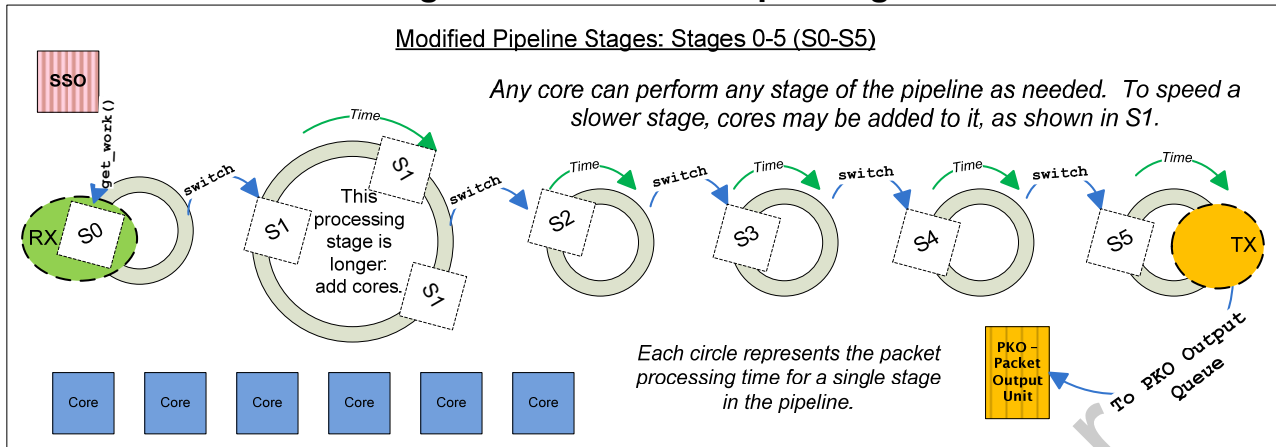 Modified Pipeline Stages: Stages 0-5 (S0-S5)
SSO
Any core can perform any stage of the pipeline as needed. To speed a
slower stage, cores may be added to it, as shown in S1.
get_work()
RX
S0
switch
Time
S1
S1
S1
This
processing
stage is
longer:
add cores.
switch
Time
S2
switch
Time
S3
switch
Time
S4
switch
Time
S5
TX
To PKO Output
Queue
PKO –
Packet
Output
Unit
Each circle represents the packet
processing time for a single stage
in the pipeline.
Core
Core
Core
Core
Core
Core